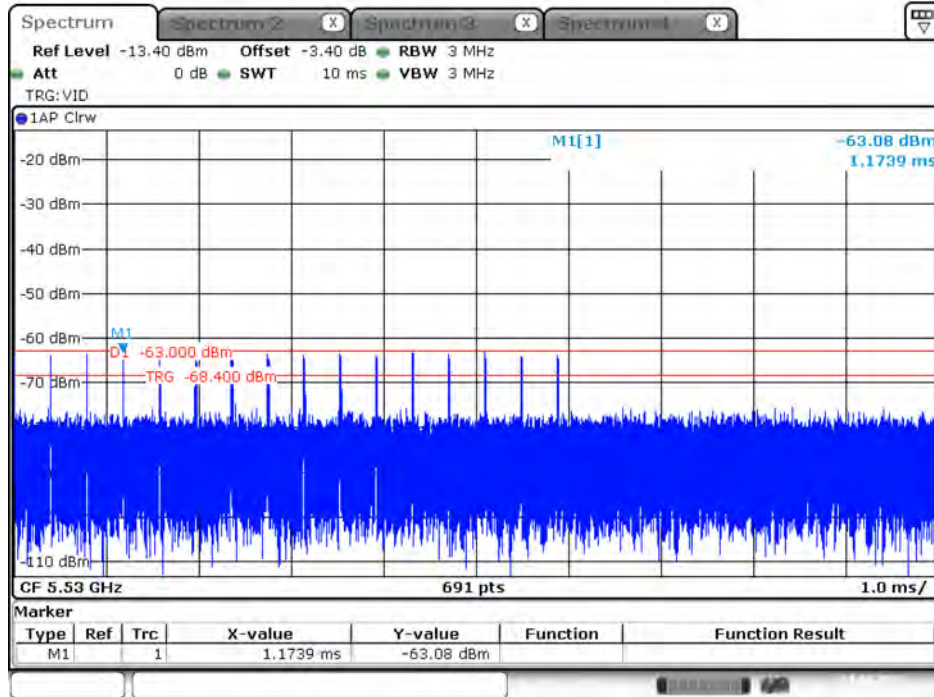 Spectrum Spectrum 2 X Spectrum 3 X Spectrum 4 X
Ref Level -13.40 dBm Offset -3.40 dB RBW 3 MHz
Att 0 dB SWT 10 ms VBW 3 MHz
TRG:VID
1AP Clrw
M1[1] -63.08 dBm
1.1739 ms
-20 dBm
-30 dBm
-40 dBm
-50 dBm
-60 dBm
M1
D1 -63.000 dBm
TRG -68.400 dBm
-70 dBm
-110 dBm
CF 5.53 GHz 691 pts 1.0 ms/
Marker
Type Ref Trc X-value Y-value Function Function Result
M1 1 1.1739 ms -63.08 dBm